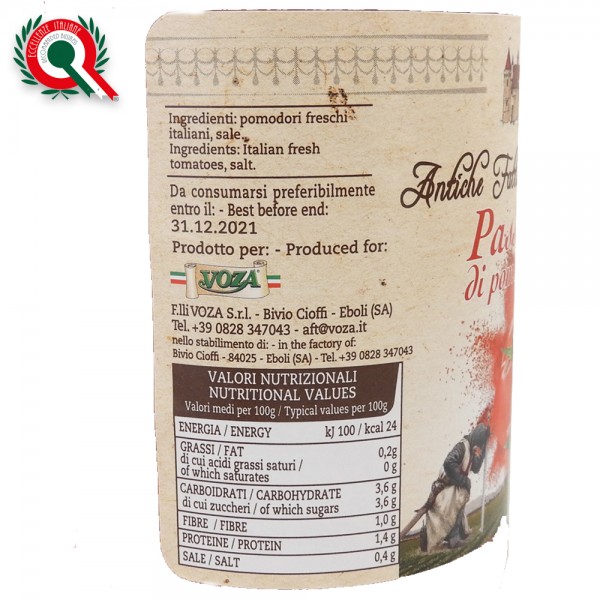 ECCELLENZE ITALIANE
Ingredienti: pomodori freschi
italiani, sale.
Ingredients: Italian fresh
tomatoes, salt.
Da consumarsi preferibilmente
entro il: - Best before end:
31.12.2021
Prodotto per: - Produced for:
VOZA
F.lli VOZA S.r.l. - Bivio Cioffi - Eboli (SA)
Tel. +39 0828 347043 - aft@voza.it
nello stabilimento di: - in the factory of:
Bivio Cioffi - 84025 - Eboli (SA) - Tel. +39 0828 347043
VALORI NUTRIZIONALI
NUTRITIONAL VALUES
Valori medi per 100g / Typical values per 100g
ENERGIA / ENERGY kJ 100 / kcal 24
GRASSI / FAT 0,2g
di cui acidi grassi saturi /
of which saturates 0 g
CARBOIDRATI / CARBOHYDRATE 3,6 g
di cui zuccheri / of which sugars 3,6 g
FIBRE / FIBRE 1,0 g
PROTEINE / PROTEIN 1,4 g
SALE / SALT 0,4 g
Antiche
Pa
di